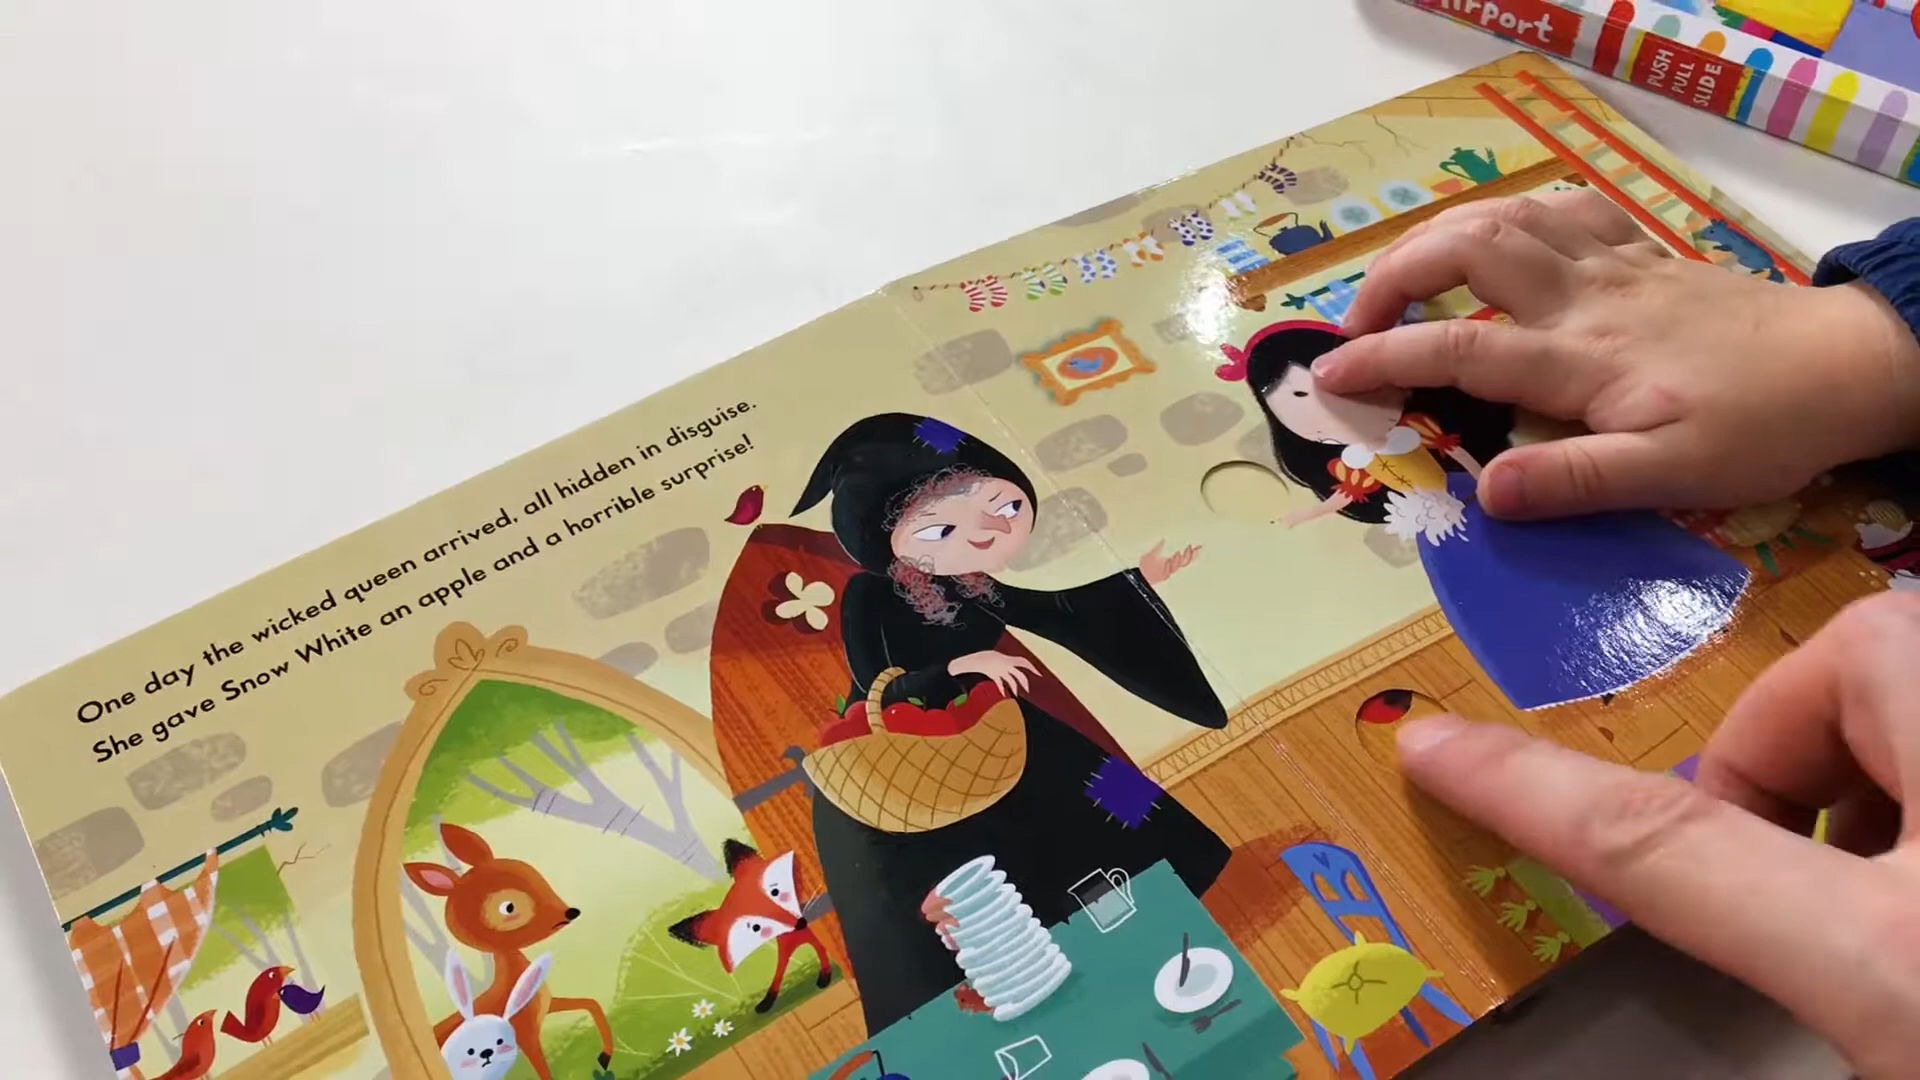 One day the wicked queen arrived, all hidden in disguise.
She gave Snow White an apple and a horrible surprise!
PUSH
PULL
SLIDE